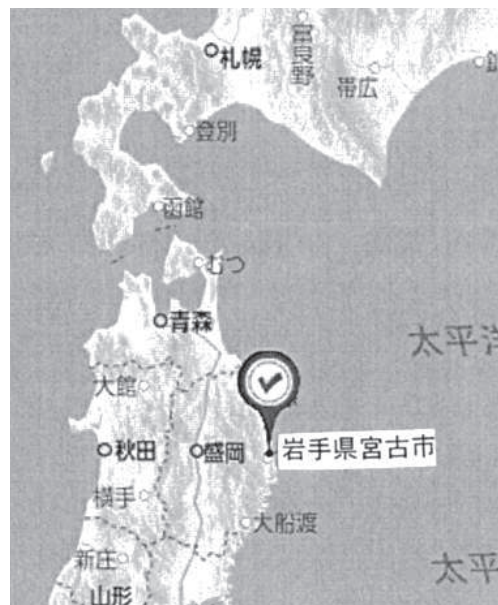 札幌
富良野
帯広
登別
函館
むつ
青森
太平洋
大館
岩手県宮古市
秋田
盛岡
横手
大船渡
新庄
太平
山形